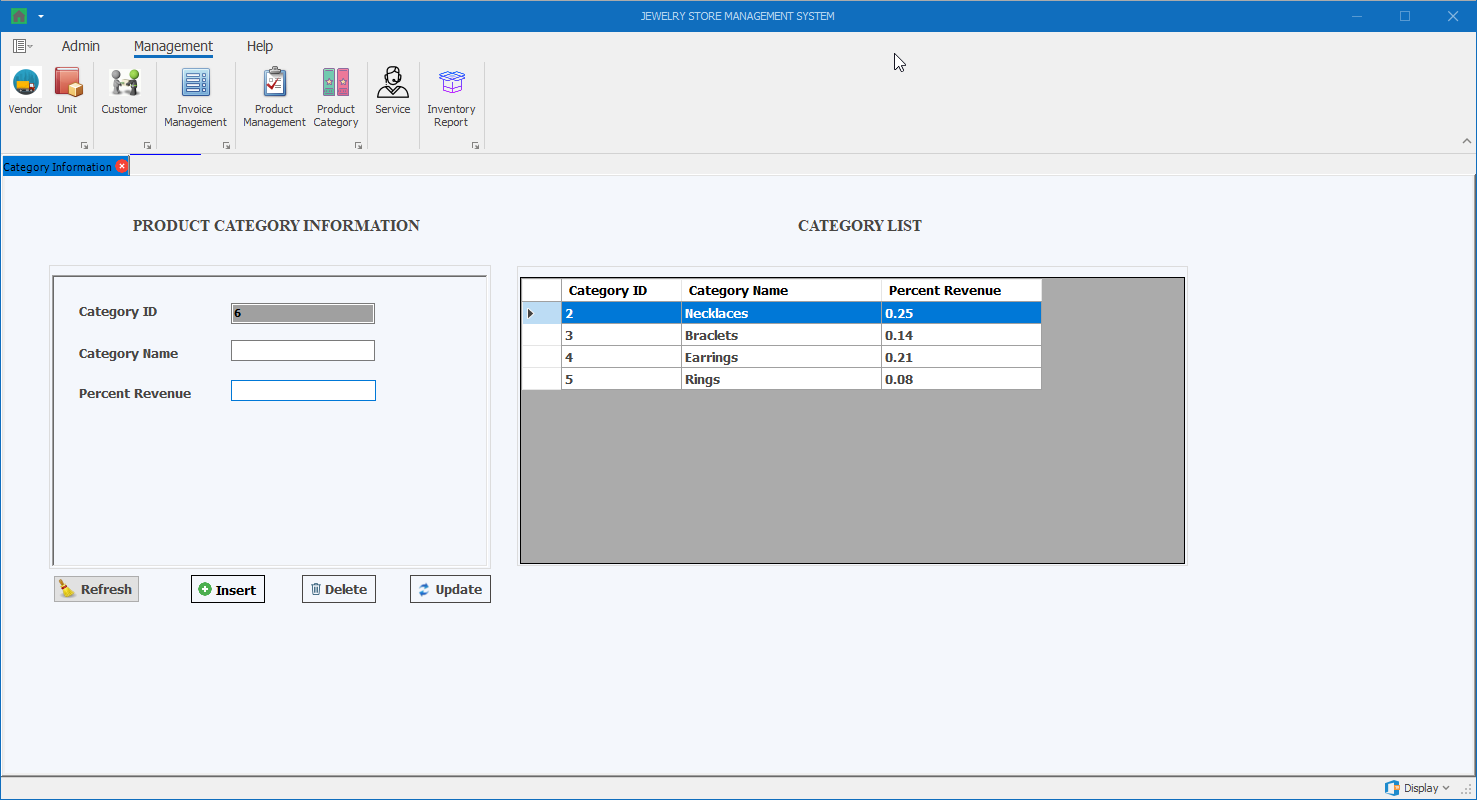 JEWELRY STORE MANAGEMENT SYSTEM
Admin Management Help
Vendor Unit Customer Invoice Management Product Management Product Category Service Inventory Report
Category Information
PRODUCT CATEGORY INFORMATION
CATEGORY LIST
Category ID 6
Category Name
Percent Revenue
Refresh Insert Delete Update
Category ID Category Name Percent Revenue
2 Necklaces 0.25
3 Braclets 0.14
4 Earrings 0.21
5 Rings 0.08
Display